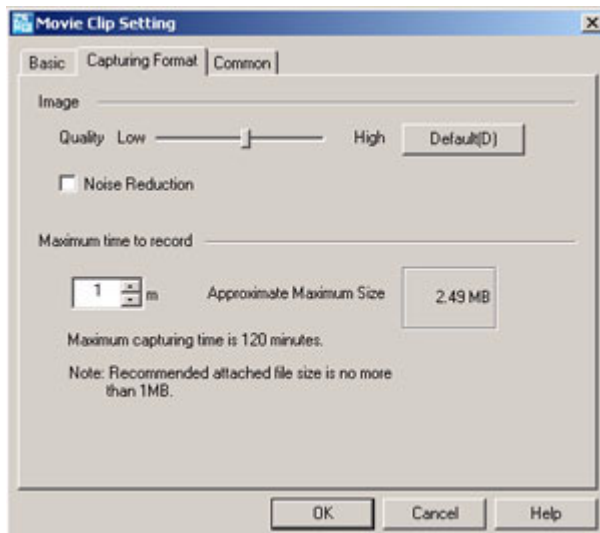 Movie Clip Setting
Basic Capturing Format Common
Image
Quality Low High Default(D)
Noise Reduction
Maximum time to record
1 m Approximate Maximum Size 2.49 MB
Maximum capturing time is 120 minutes.
Note: Recommended attached file size is no more
than 1MB.
OK Cancel Help